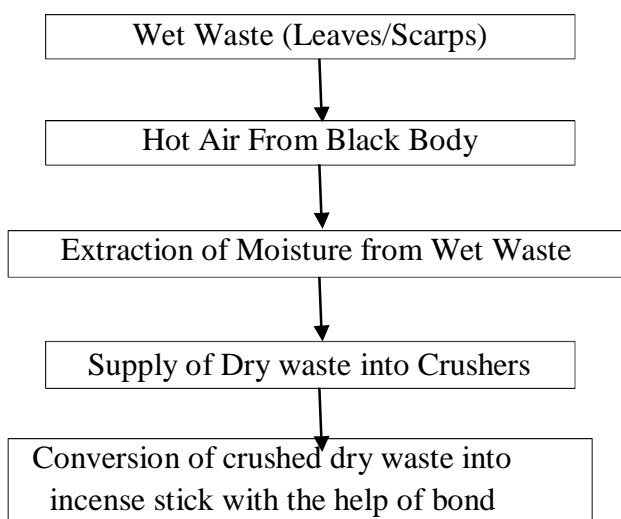 Wet Waste (Leaves/Scarps)
Hot Air From Black Body
Extraction of Moisture from Wet Waste
Supply of Dry waste into Crushers
Conversion of crushed dry waste into
incense stick with the help of bond